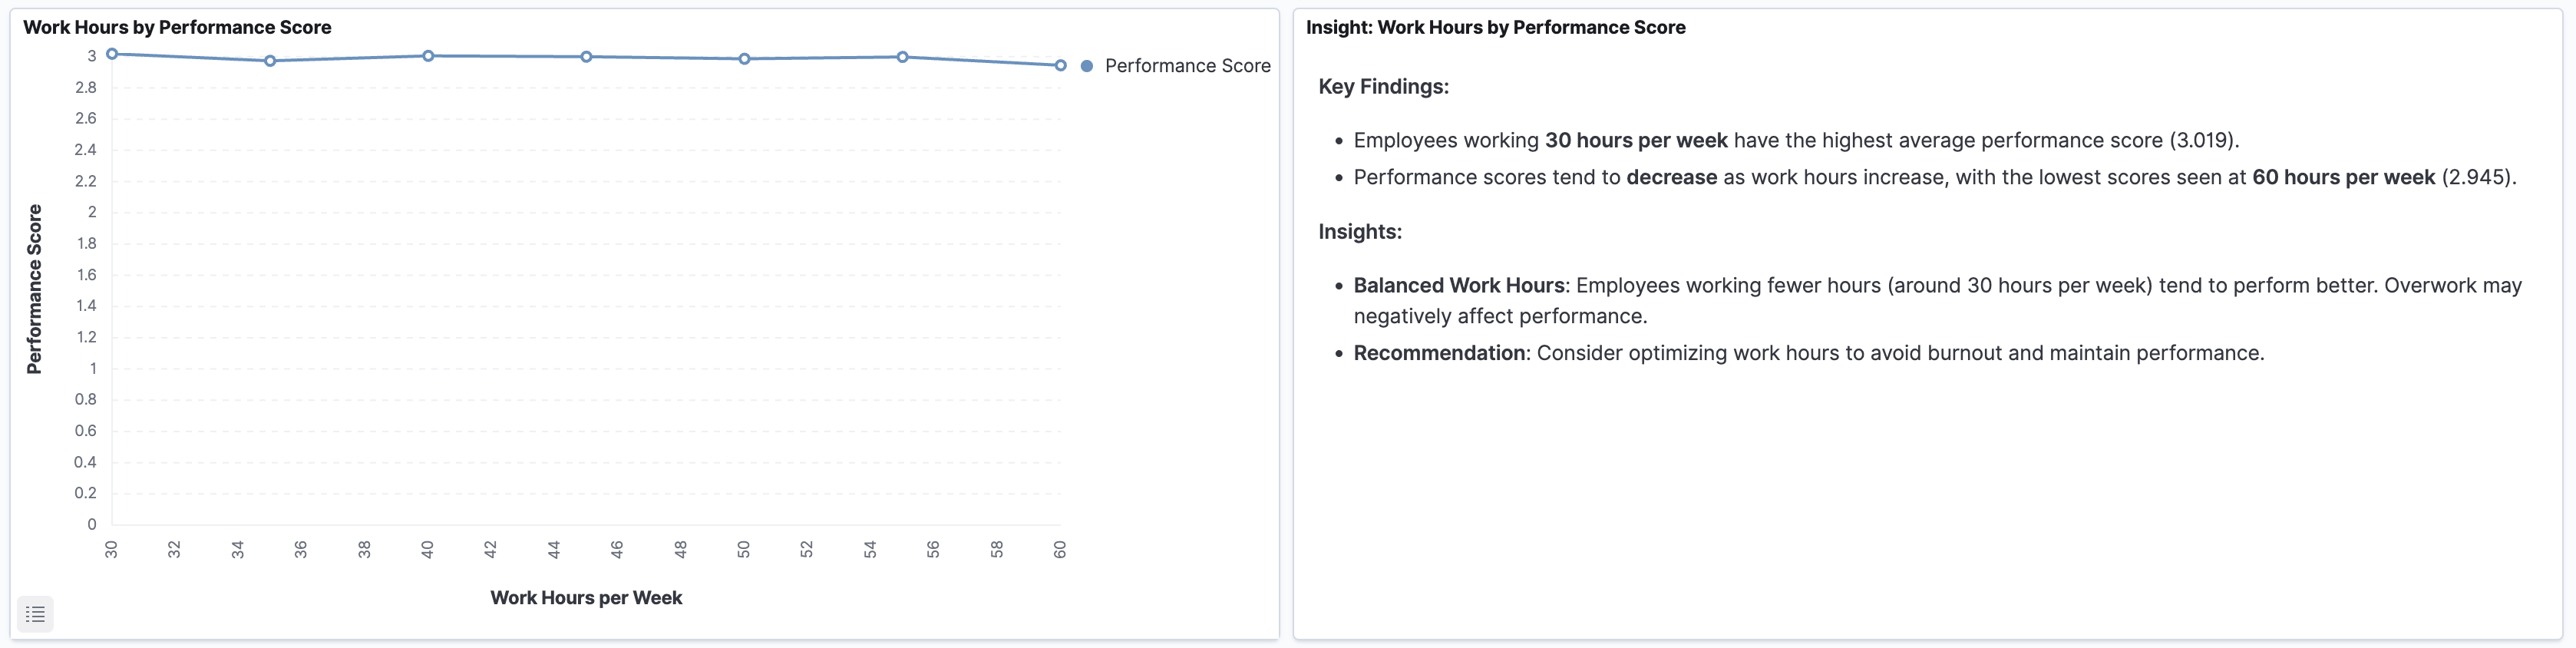 Work Hours by Performance Score
3
2.8
2.6
2.4
2.2
2
1.8
1.6
1.4
1.2
1
0.8
0.6
0.4
0.2
0
Performance Score
30
32
34
36
38
40
42
44
46
48
50
52
54
56
58
60
Work Hours per Week
Performance Score
Insight: Work Hours by Performance Score
Key Findings:
• Employees working 30 hours per week have the highest average performance score (3.019).
• Performance scores tend to decrease as work hours increase, with the lowest scores seen at 60 hours per week (2.945).
Insights:
• Balanced Work Hours: Employees working fewer hours (around 30 hours per week) tend to perform better. Overwork may
negatively affect performance.
• Recommendation: Consider optimizing work hours to avoid burnout and maintain performance.